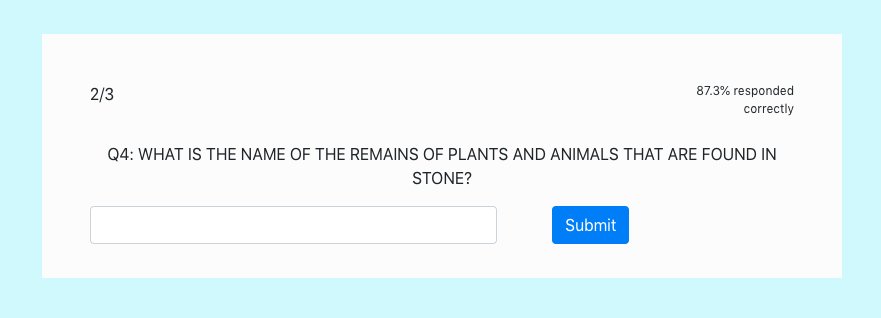 2/3
87.3% responded
correctly
Q4: WHAT IS THE NAME OF THE REMAINS OF PLANTS AND ANIMALS THAT ARE FOUND IN
STONE?
Submit